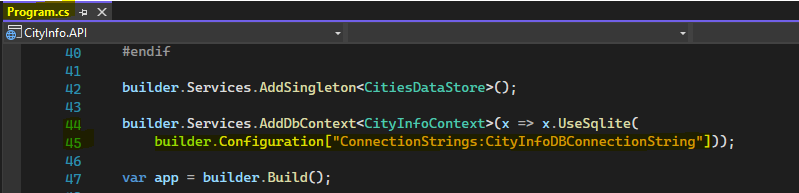 Program.cs
CityInfo.API
40 #endif
41
42 builder.Services.AddSingleton<CitiesDataStore>();
43
44 builder.Services.AddDbContext<CityInfoContext>(x => x.UseSqlite(
45 builder.Configuration["ConnectionStrings:CityInfoDBConnectionString"]));
46
47 var app = builder.Build();